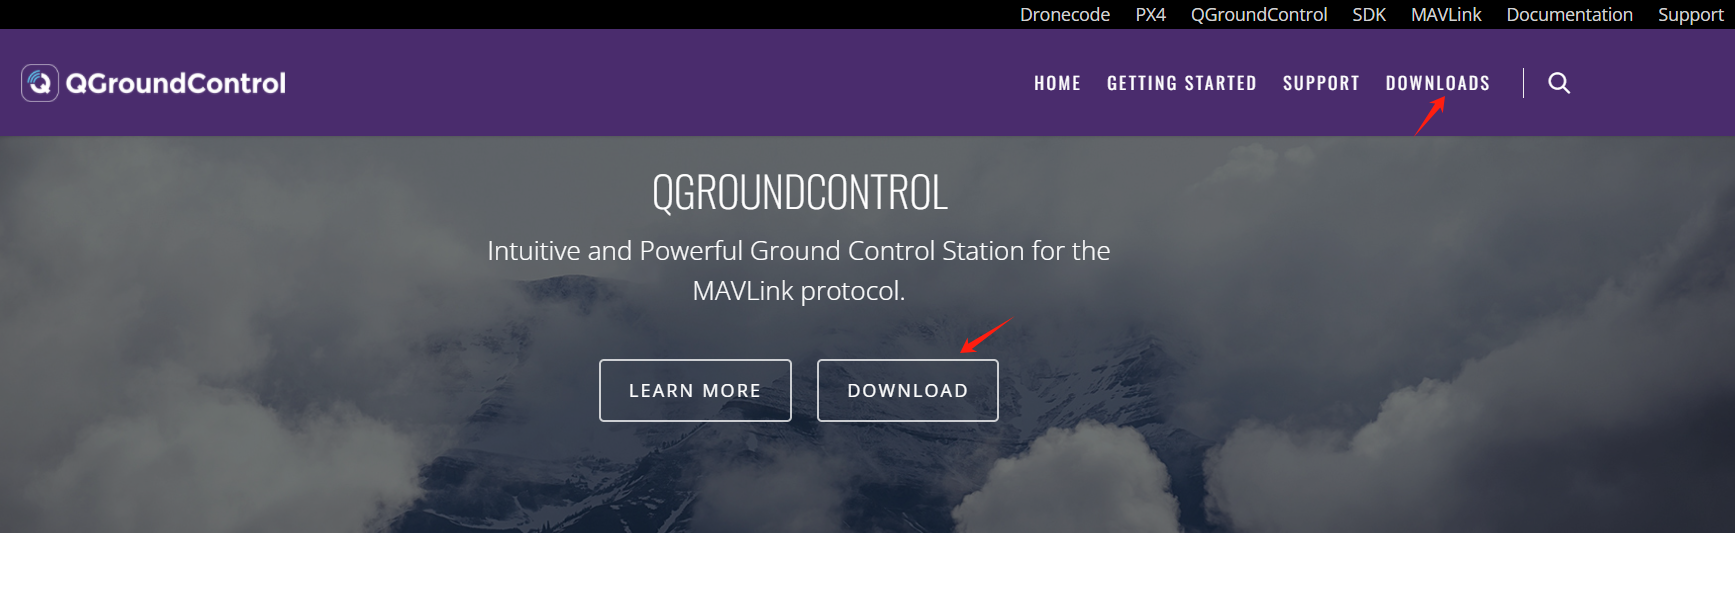 Dronecode PX4 QGroundControl SDK MAVLink Documentation Support
QGroundControl
HOME GETTING STARTED SUPPORT DOWNLOADS
QGROUNDCONTROL
Intuitive and Powerful Ground Control Station for the
MAVLink protocol.
LEARN MORE DOWNLOAD